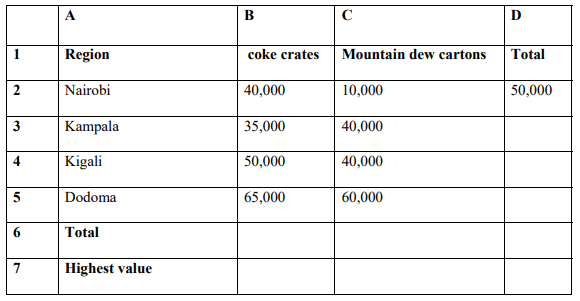 A B C D
1 Region coke crates Mountain dew cartons Total
2 Nairobi 40,000 10,000 50,000
3 Kampala 35,000 40,000
4 Kigali 50,000 40,000
5 Dodoma 65,000 60,000
6 Total
7 Highest value